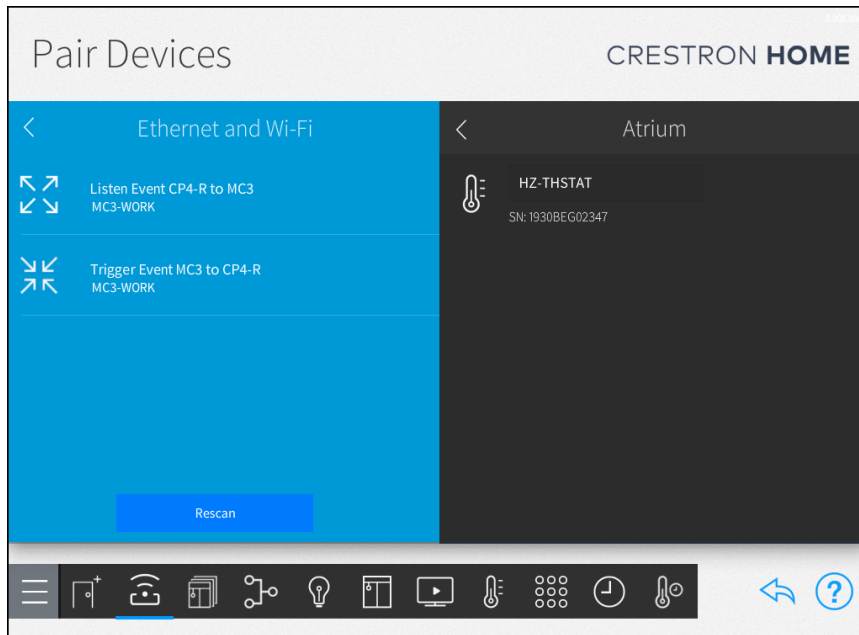 Pair Devices
CRESTRON HOME
Ethernet and Wi-Fi
Atrium
Listen Event CP4-R to MC3
MC3-WORK
HZ-THSTAT
SN: 1930BEG02347
Trigger Event MC3 to CP4-R
MC3-WORK
Rescan
?